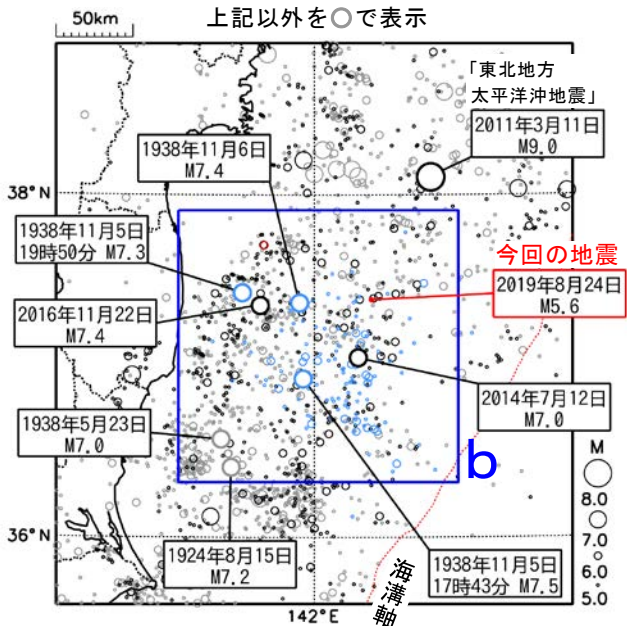 50km
上記以外を○で表示
「東北地方
太平洋沖地震」
2011年3月11日
M9.0
1938年11月6日
M7.4
38°N
1938年11月5日
19時50分 M7.3
今回の地震
2019年8月24日
M5.6
2016年11月22日
M7.4
2014年7月12日
M7.0
1938年5月23日
M7.0
b
M
8.0
7.0
6.0
5.0
36°N
1924年8月15日
M7.2
1938年11月5日
17時43分 M7.5
海溝軸
142°E